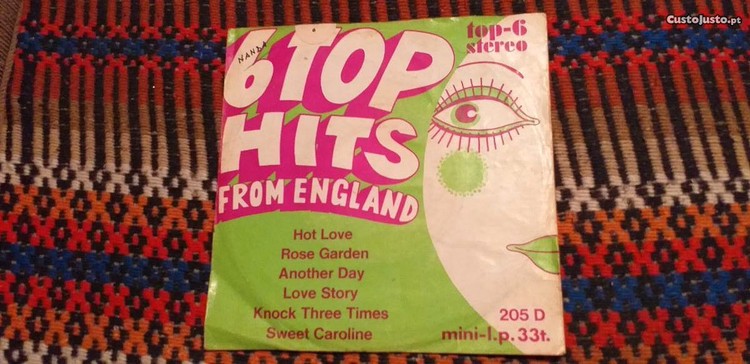 CustoJusto.pt
top-6
stereo
NANDA
6 TOP
HITS
FROM ENGLAND
Hot Love
Rose Garden
Another Day
Love Story
Knock Three Times
Sweet Caroline
205 D
mini-l.p. 33t.